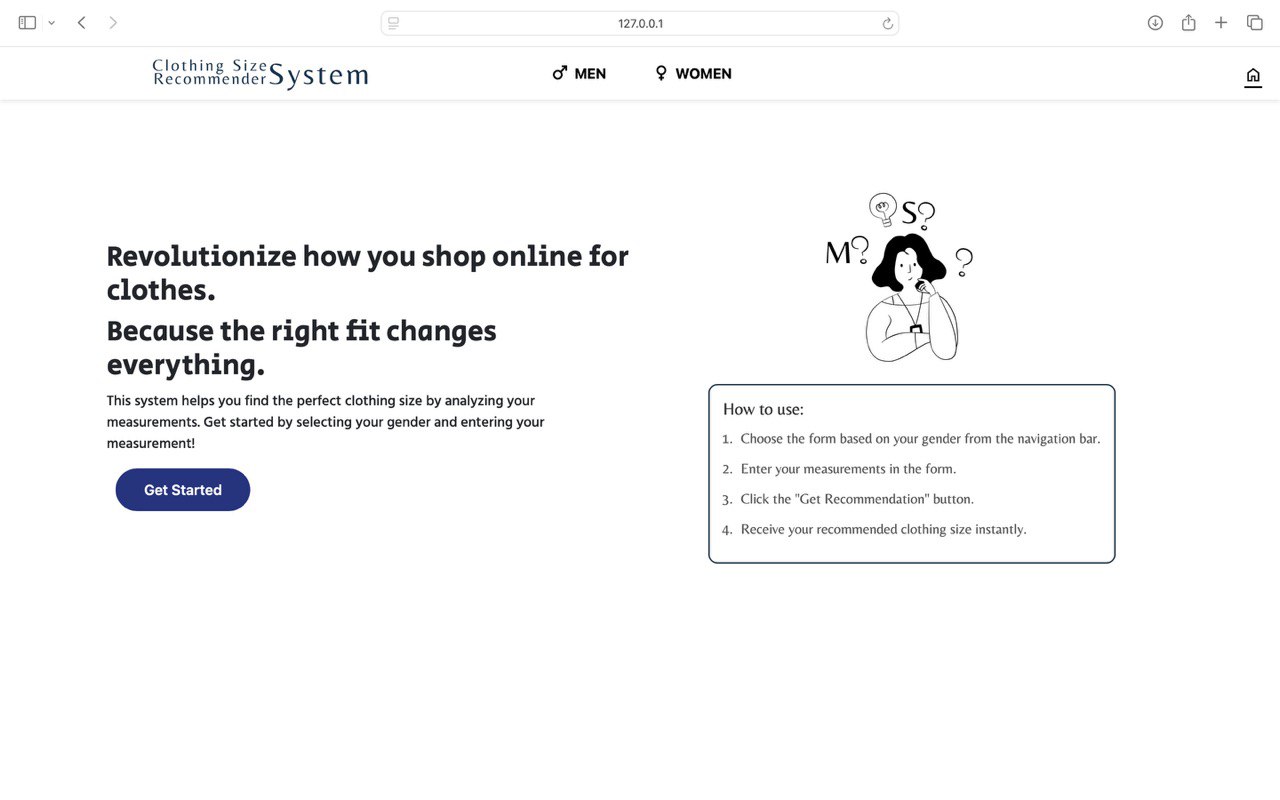 127.0.0.1
Clothing Size
Recommender System
MEN
WOMEN
Revolutionize how you shop online for
clothes.
Because the right fit changes
everything.
This system helps you find the perfect clothing size by analyzing your
measurements. Get started by selecting your gender and entering your
measurement!
Get Started
S?
M?
?
How to use:
1. Choose the form based on your gender from the navigation bar.
2. Enter your measurements in the form.
3. Click the "Get Recommendation" button.
4. Receive your recommended clothing size instantly.